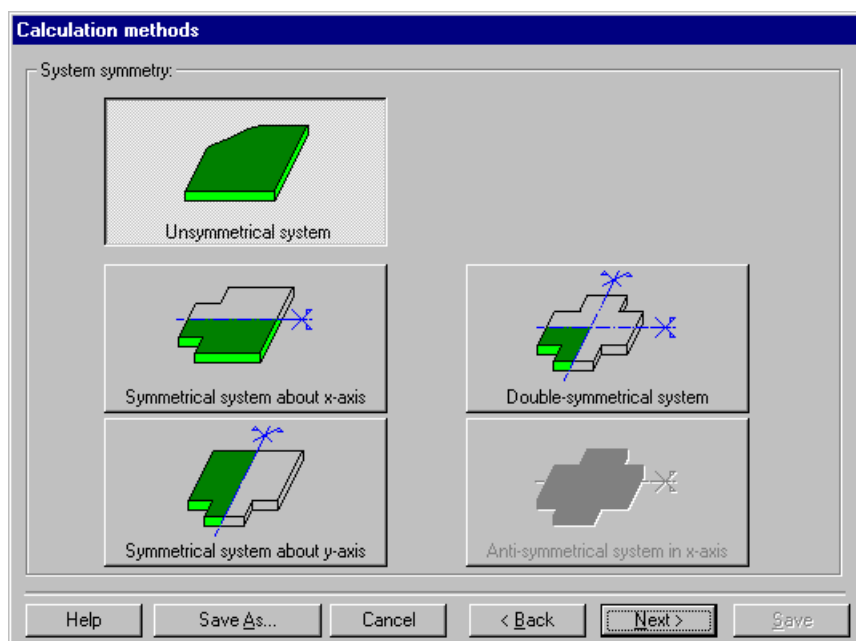 Calculation methods
System symmetry:
Unsymmetrical system
Symmetrical system about x-axis
Double-symmetrical system
Symmetrical system about y-axis
Anti-symmetrical system in x-axis
Help
Save As...
Cancel
< Back
Next >
Save